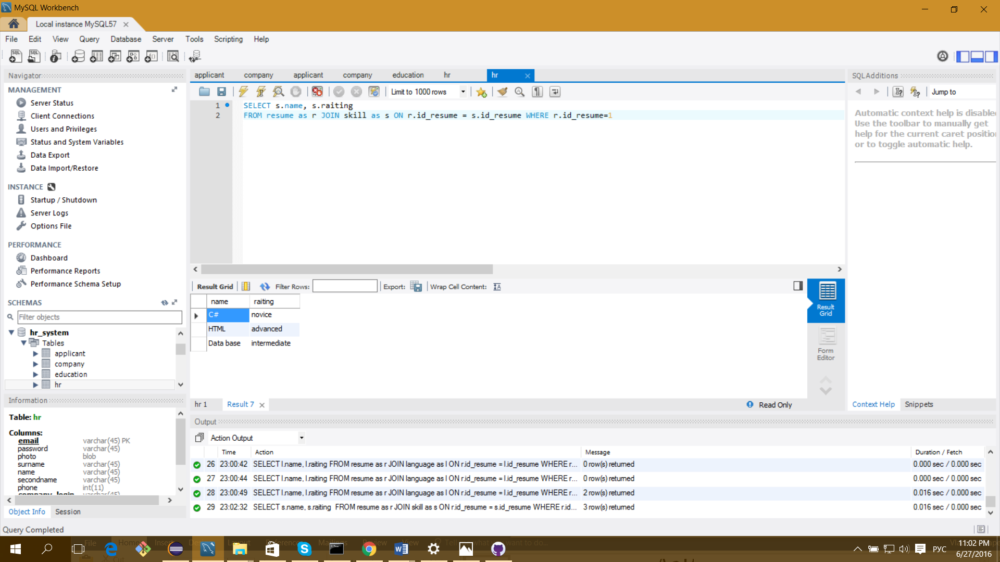 MySQL Workbench
Local instance MySQL57
File Edit View Query Database Server Tools Scripting Help
Navigator
MANAGEMENT
Server Status
Client Connections
Users and Privileges
Status and System Variables
Data Export
Data Import/Restore
INSTANCE
Startup / Shutdown
Server Logs
Options File
PERFORMANCE
Dashboard
Performance Reports
Performance Schema Setup
SCHEMAS
Filter objects
hr_system
Tables
applicant
company
education
hr
Information
Table: hr
Columns:
email varchar(45) PK
password varchar(45)
photo blob
surname varchar(45)
name varchar(45)
secondname varchar(45)
phone int(11)
company_login varchar(45)
Object Info Session
Query Completed
applicant company applicant company education hr hr
Limit to 1000 rows
1 SELECT s.name, s.raiting
2 FROM resume as r JOIN skill as s ON r.id_resume = s.id_resume WHERE r.id_resume=1
Result Grid Filter Rows: Export: Wrap Cell Content:
name raiting
C# novice
HTML advanced
Data base intermediate
Result Grid
Form Editor
hr 1 Result 7 Read Only
SQLAdditions
Jump to
Automatic context help is disable
Use the toolbar to manually get
help for the current caret positio
or to toggle automatic help.
Context Help Snippets
Output
Action Output
Time Action Message Duration / Fetch
26 23:00:42 SELECT l.name, l.raiting FROM resume as r JOIN language as l ON r.id_resume = l.id_resume WHERE r... 0 row(s) returned 0.000 sec / 0.000 sec
27 23:00:44 SELECT l.name, l.raiting FROM resume as r JOIN language as l ON r.id_resume = l.id_resume WHERE r... 0 row(s) returned 0.000 sec / 0.000 sec
28 23:00:49 SELECT l.name, l.raiting FROM resume as r JOIN language as l ON r.id_resume = l.id_resume WHERE r... 2 row(s) returned 0.016 sec / 0.000 sec
29 23:02:32 SELECT s.name, s.raiting FROM resume as r JOIN skill as s ON r.id_resume = s.id_resume WHERE r.id... 3 row(s) returned 0.016 sec / 0.000 sec
РУС
11:02 PM
6/27/2016